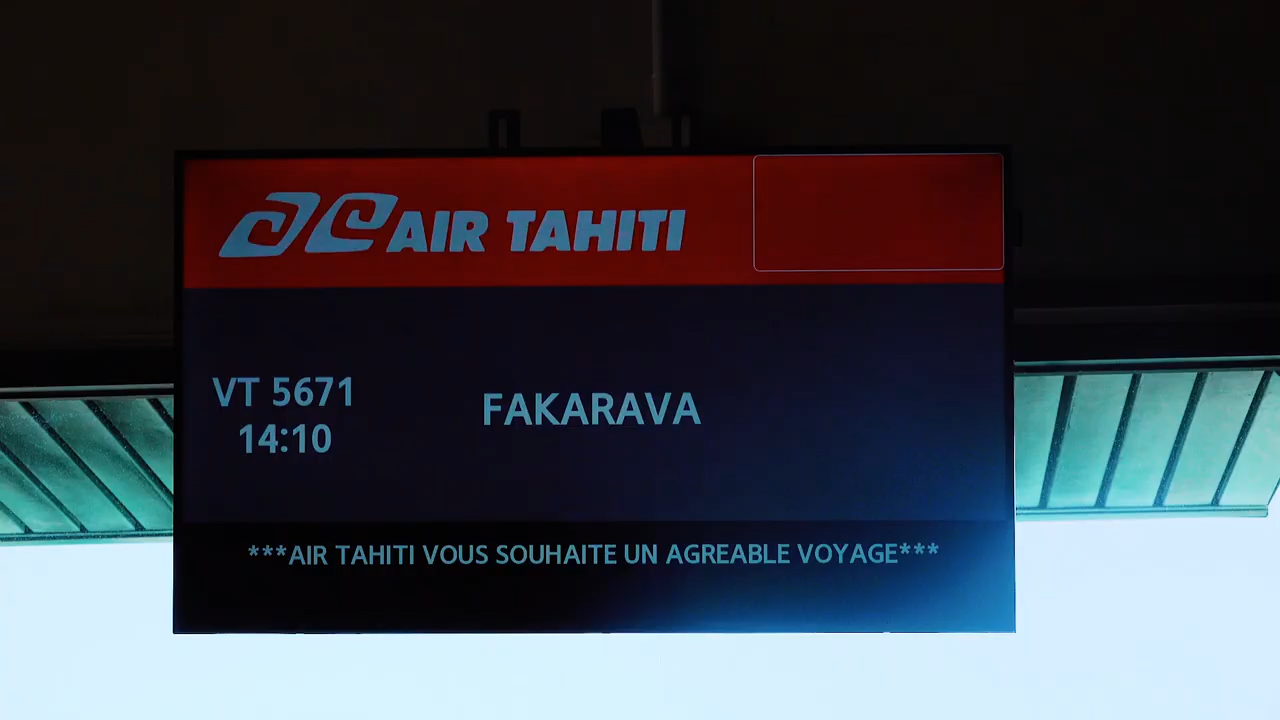 AIR TAHITI
VT 5671
14:10
FAKARAVA
***AIR TAHITI VOUS SOUHAITE UN AGREABLE VOYAGE***